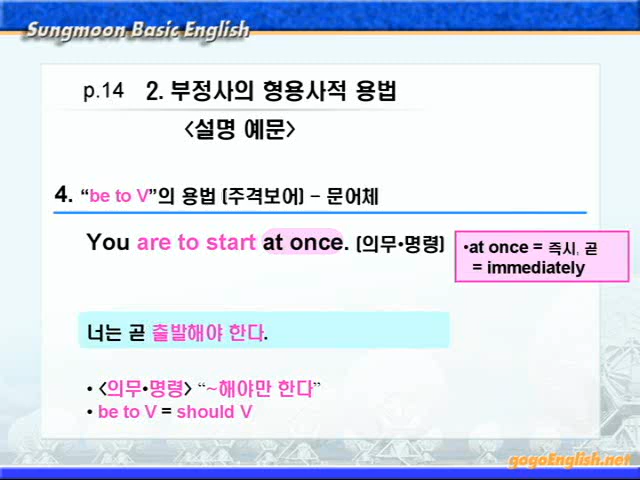 Sungmoon Basic English
p.14 2. 부정사의 형용사적 용법
<설명 예문>
4. “be to V”의 용법 (주격보어) - 문어체
You are to start at once. (의무•명령)
•at once = 즉시, 곧
= immediately
너는 곧 출발해야 한다.
• <의무•명령> “~해야만 한다”
• be to V = should V
gogoEnglish.net